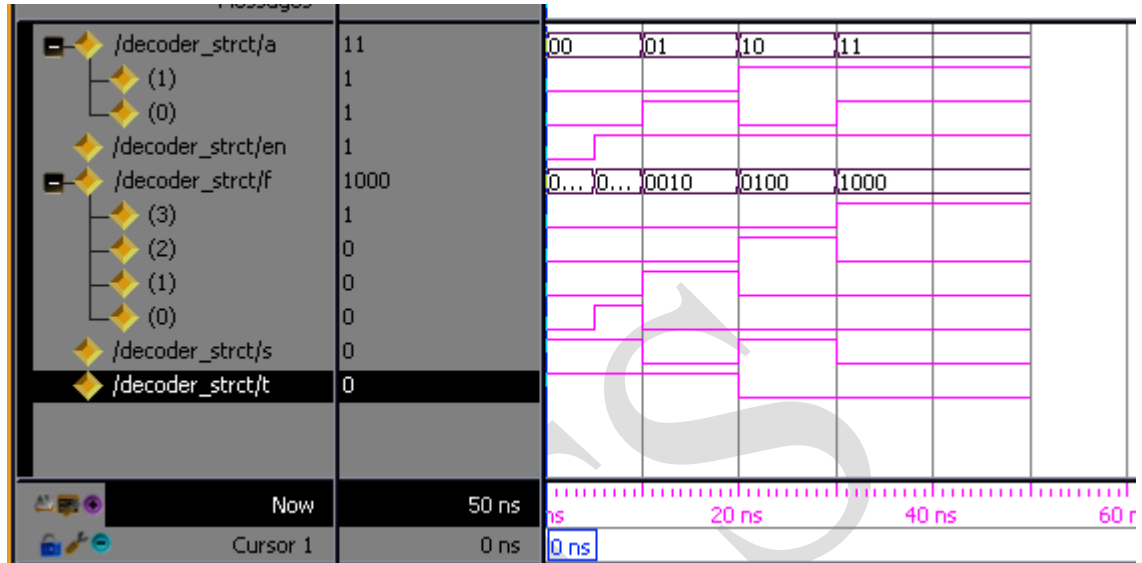 /decoder_strct/a 11 00 01 10 11
(1) 1
(0) 1
/decoder_strct/en 1
/decoder_strct/f 1000 0... 0... 0010 0100 1000
(3) 1
(2) 0
(1) 0
(0) 0
/decoder_strct/s 0
/decoder_strct/t 0
Now 50 ns ns 20 ns 40 ns 60 n
Cursor 1 0 ns 0 ns